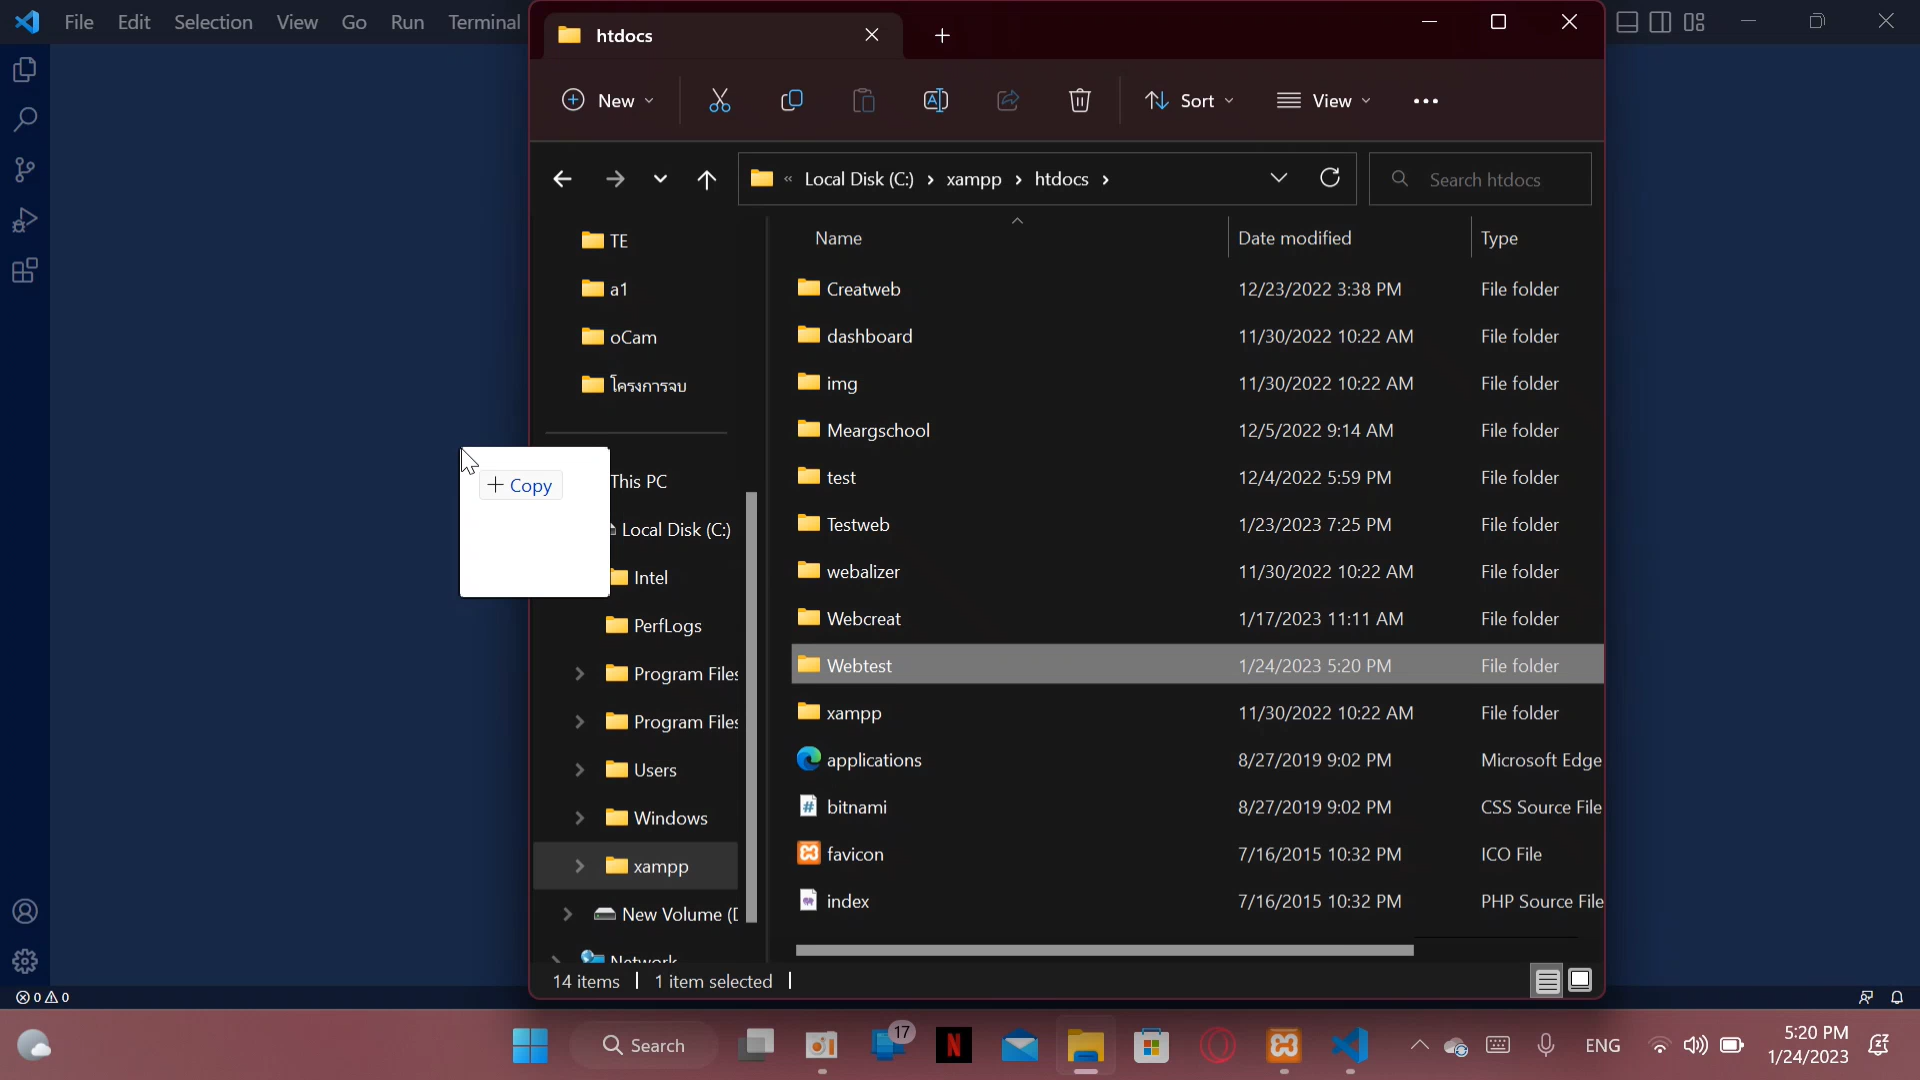 File Edit Selection View Go Run Terminal
htdocs
New
Sort
View
« Local Disk (C:) › xampp › htdocs ›
Search htdocs
TE
a1
oCam
โครงการจบ
This PC
Local Disk (C:)
Intel
PerfLogs
Program Files
Program Files
Users
Windows
xampp
New Volume (D
Network
+ Copy
Name Date modified Type
Creatweb 12/23/2022 3:38 PM File folder
dashboard 11/30/2022 10:22 AM File folder
img 11/30/2022 10:22 AM File folder
Meargschool 12/5/2022 9:14 AM File folder
test 12/4/2022 5:59 PM File folder
Testweb 1/23/2023 7:25 PM File folder
webalizer 11/30/2022 10:22 AM File folder
Webcreat 1/17/2023 11:11 AM File folder
Webtest 1/24/2023 5:20 PM File folder
xampp 11/30/2022 10:22 AM File folder
applications 8/27/2019 9:02 PM Microsoft Edge
bitnami 8/27/2019 9:02 PM CSS Source File
favicon 7/16/2015 10:32 PM ICO File
index 7/16/2015 10:32 PM PHP Source File
14 items 1 item selected
0 0
Search
17
N
ENG
5:20 PM
1/24/2023